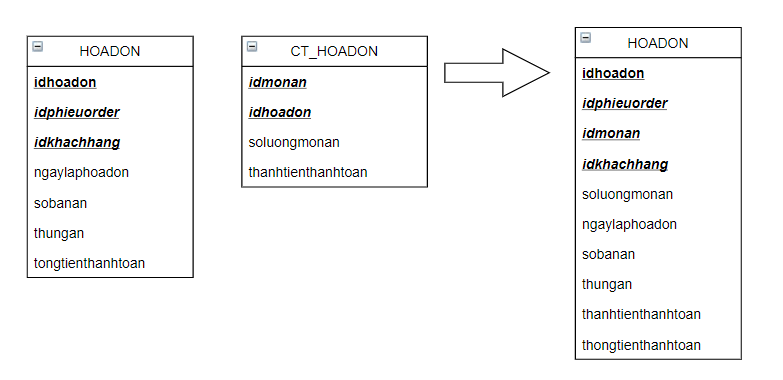 HOADON
idhoadon
idphieuorder
idkhachhang
ngaylaphoadon
sobanan
thungan
tongtienthanhtoan
CT_HOADON
idmonan
idhoadon
soluongmonan
thanhtienthanhtoan
HOADON
idhoadon
idphieuorder
idmonan
idkhachhang
soluongmonan
ngaylaphoadon
sobanan
thungan
thanhtienthanhtoan
thongtienthanhtoan